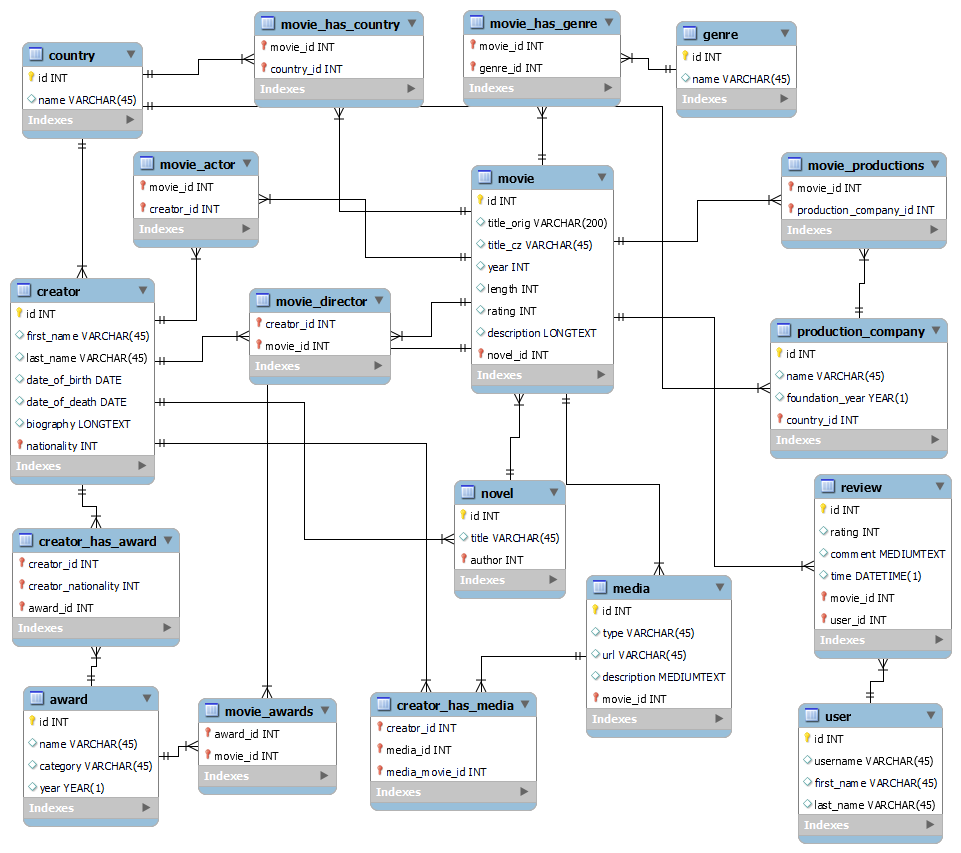 country
id INT
name VARCHAR(45)
Indexes
movie_has_country
movie_id INT
country_id INT
Indexes
movie_has_genre
movie_id INT
genre_id INT
Indexes
genre
id INT
name VARCHAR(45)
Indexes
movie_actor
movie_id INT
creator_id INT
Indexes
movie
id INT
title_orig VARCHAR(200)
title_cz VARCHAR(45)
year INT
length INT
rating INT
description LONGTEXT
novel_id INT
Indexes
movie_productions
movie_id INT
production_company_id INT
Indexes
creator
id INT
first_name VARCHAR(45)
last_name VARCHAR(45)
date_of_birth DATE
date_of_death DATE
biography LONGTEXT
nationality INT
Indexes
movie_director
creator_id INT
movie_id INT
Indexes
production_company
id INT
name VARCHAR(45)
foundation_year YEAR(1)
country_id INT
Indexes
novel
id INT
title VARCHAR(45)
author INT
Indexes
review
id INT
rating INT
comment MEDIUMTEXT
time DATETIME(1)
movie_id INT
user_id INT
Indexes
creator_has_award
creator_id INT
creator_nationality INT
award_id INT
Indexes
media
id INT
type VARCHAR(45)
url VARCHAR(45)
description MEDIUMTEXT
movie_id INT
Indexes
award
id INT
name VARCHAR(45)
category VARCHAR(45)
year YEAR(1)
Indexes
movie_awards
award_id INT
movie_id INT
Indexes
creator_has_media
creator_id INT
media_id INT
media_movie_id INT
Indexes
user
id INT
username VARCHAR(45)
first_name VARCHAR(45)
last_name VARCHAR(45)
Indexes